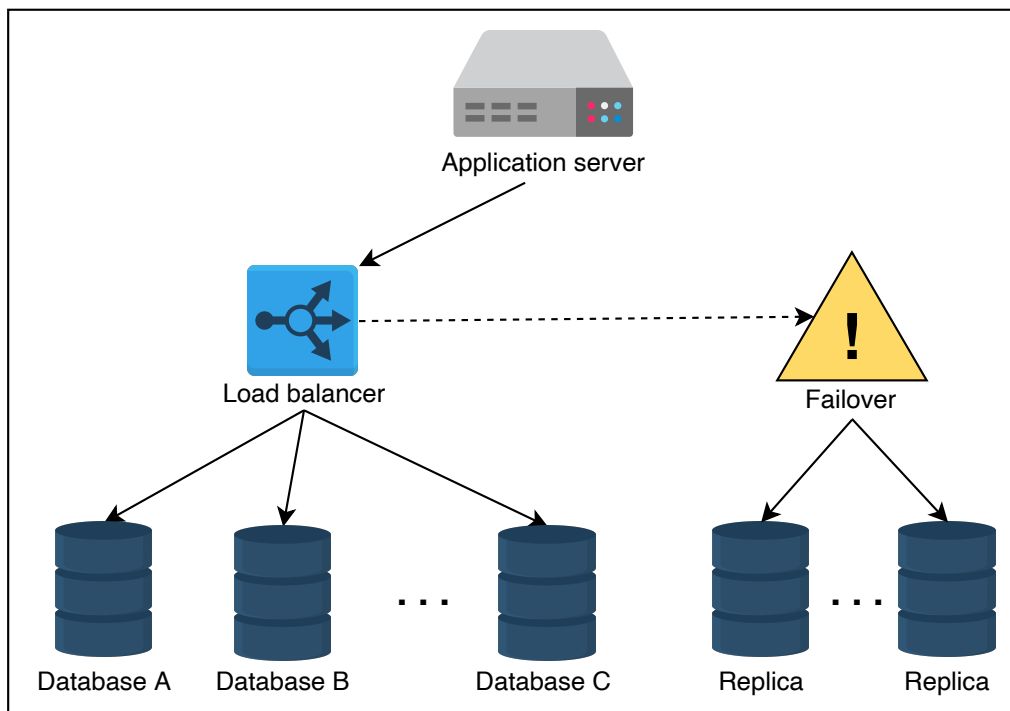 Application server
!
Load balancer
Failover
. . .
. . .
Database A
Database B
Database C
Replica
Replica